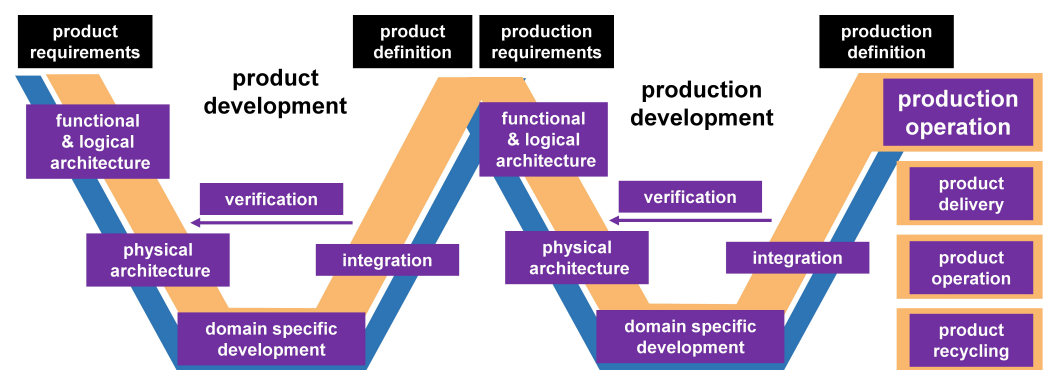 product
requirements
product
definition
production
requirements
production
definition
product
development
production
development
functional
& logical
architecture
functional
& logical
architecture
production
operation
verification
verification
product
delivery
physical
architecture
integration
physical
architecture
integration
product
operation
domain specific
development
domain specific
development
product
recycling